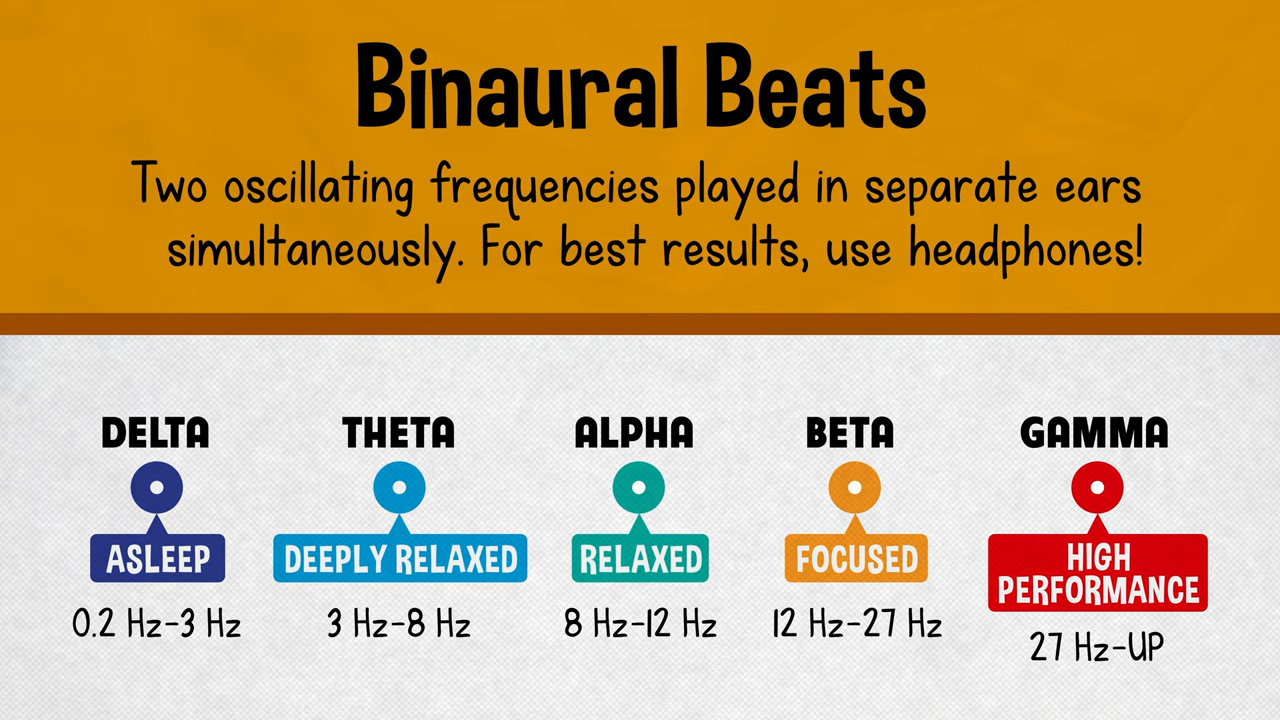 Binaural Beats
Two oscillating frequencies played in separate ears
simultaneously. For best results, use headphones!
DELTA
ASLEEP
0.2 Hz-3 Hz
THETA
DEEPLY RELAXED
3 Hz-8 Hz
ALPHA
RELAXED
8 Hz-12 Hz
BETA
FOCUSED
12 Hz-27 Hz
GAMMA
HIGH
PERFORMANCE
27 Hz-UP